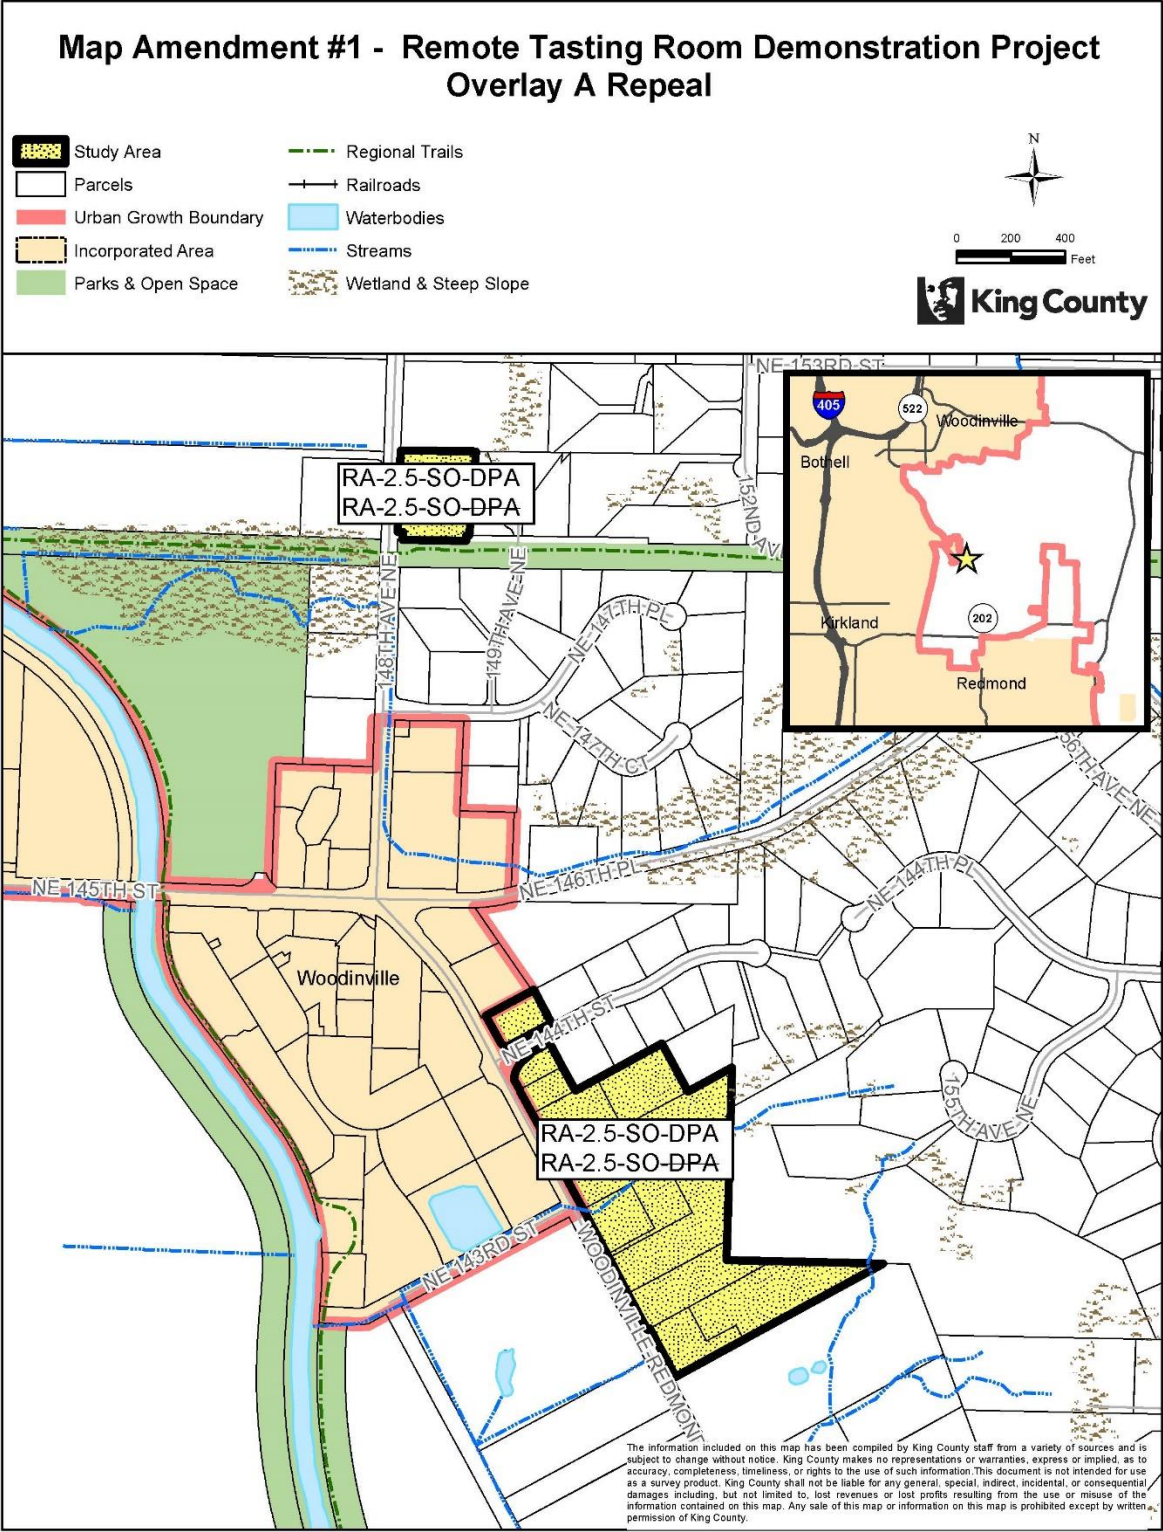 Map Amendment #1 - Remote Tasting Room Demonstration Project
Overlay A Repeal
Study Area
Parcels
Urban Growth Boundary
Incorporated Area
Parks & Open Space
Regional Trails
Railroads
Waterbodies
Streams
Wetland & Steep Slope
N
0 200 400
Feet
King County
NE 153RD ST
405
522
Woodinville
Bothell
Kirkland
202
Redmond
RA-2.5-SO-DPA
RA-2.5-SO-DPA
152ND AV
148TH AVE NE
149TH AVE NE
NE 147TH PL
NE 147TH CT
56TH AVE NE
NE 145TH ST
NE 146TH PL
NE 144TH PL
Woodinville
NE 144TH ST
155TH AVE NE
RA-2.5-SO-DPA
RA-2.5-SO-DPA
NE 143RD ST
WOODINVILLE-REDMOND
The information included on this map has been compiled by King County staff from a variety of sources and is
subject to change without notice. King County makes no representations or warranties, express or implied, as to
accuracy, completeness, timeliness, or rights to the use of such information.This document is not intended for use
as a survey product. King County shall not be liable for any general, special, indirect, incidental, or consequential
damages including, but not limited to, lost revenues or lost profits resulting from the use or misuse of the
information contained on this map. Any sale of this map or information on this map is prohibited except by written
permission of King County.